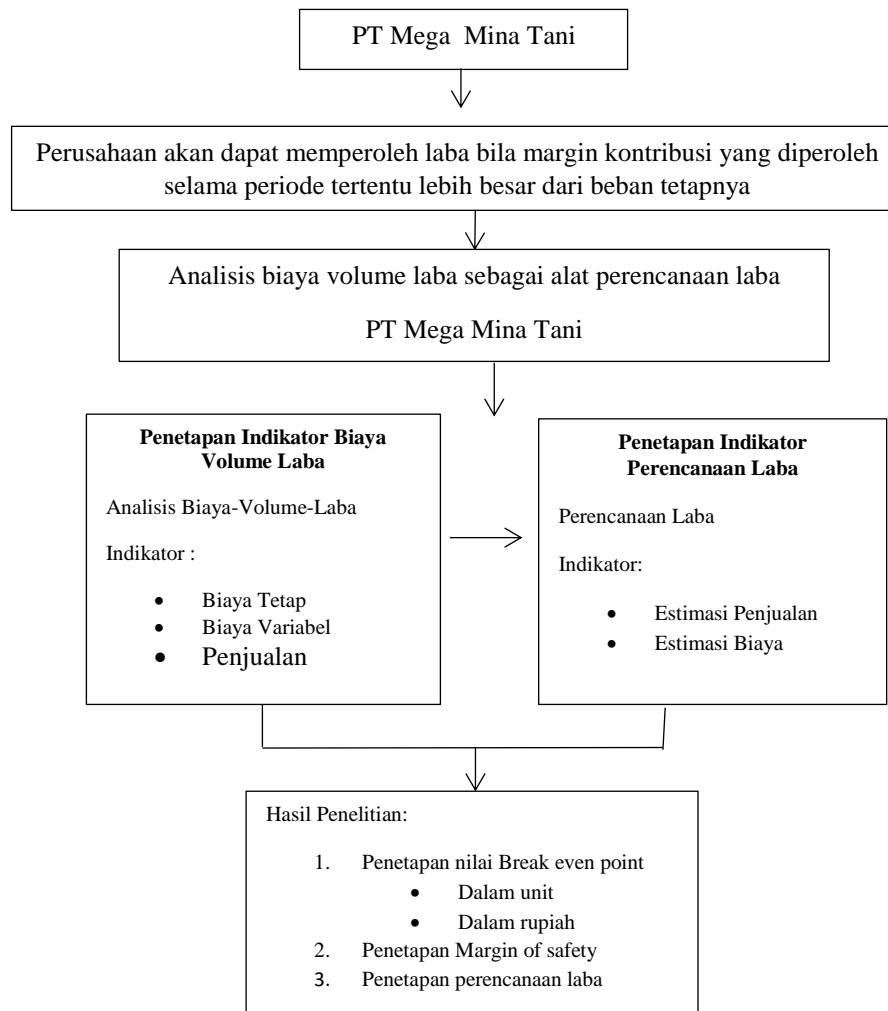 PT Mega Mina Tani
Perusahaan akan dapat memperoleh laba bila margin kontribusi yang diperoleh
selama periode tertentu lebih besar dari beban tetapnya
Analisis biaya volume laba sebagai alat perencanaan laba
PT Mega Mina Tani
Penetapan Indikator Biaya
Volume Laba
Analisis Biaya-Volume-Laba
Indikator :
• Biaya Tetap
• Biaya Variabel
• Penjualan
Penetapan Indikator
Perencanaan Laba
Perencanaan Laba
Indikator:
• Estimasi Penjualan
• Estimasi Biaya
Hasil Penelitian:
1. Penetapan nilai Break even point
• Dalam unit
• Dalam rupiah
2. Penetapan Margin of safety
3. Penetapan perencanaan laba